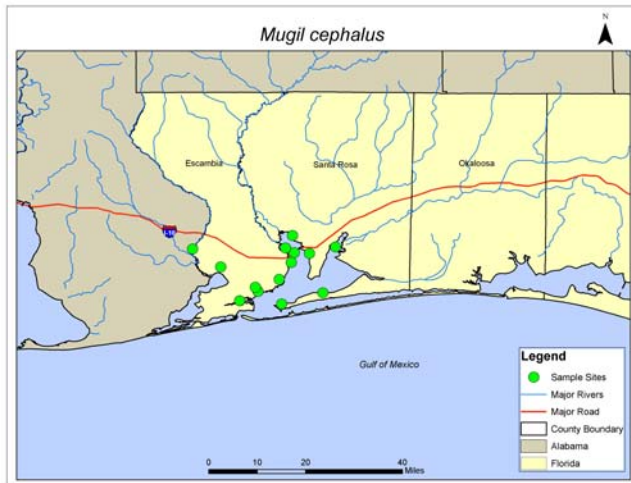 Mugil cephalus
N
Escambia
Santa Rosa
Okaloosa
I-10
Gulf of Mexico
Legend
Sample Sites
Major Rivers
Major Road
County Boundary
Alabama
Florida
0 10 20 40
Miles